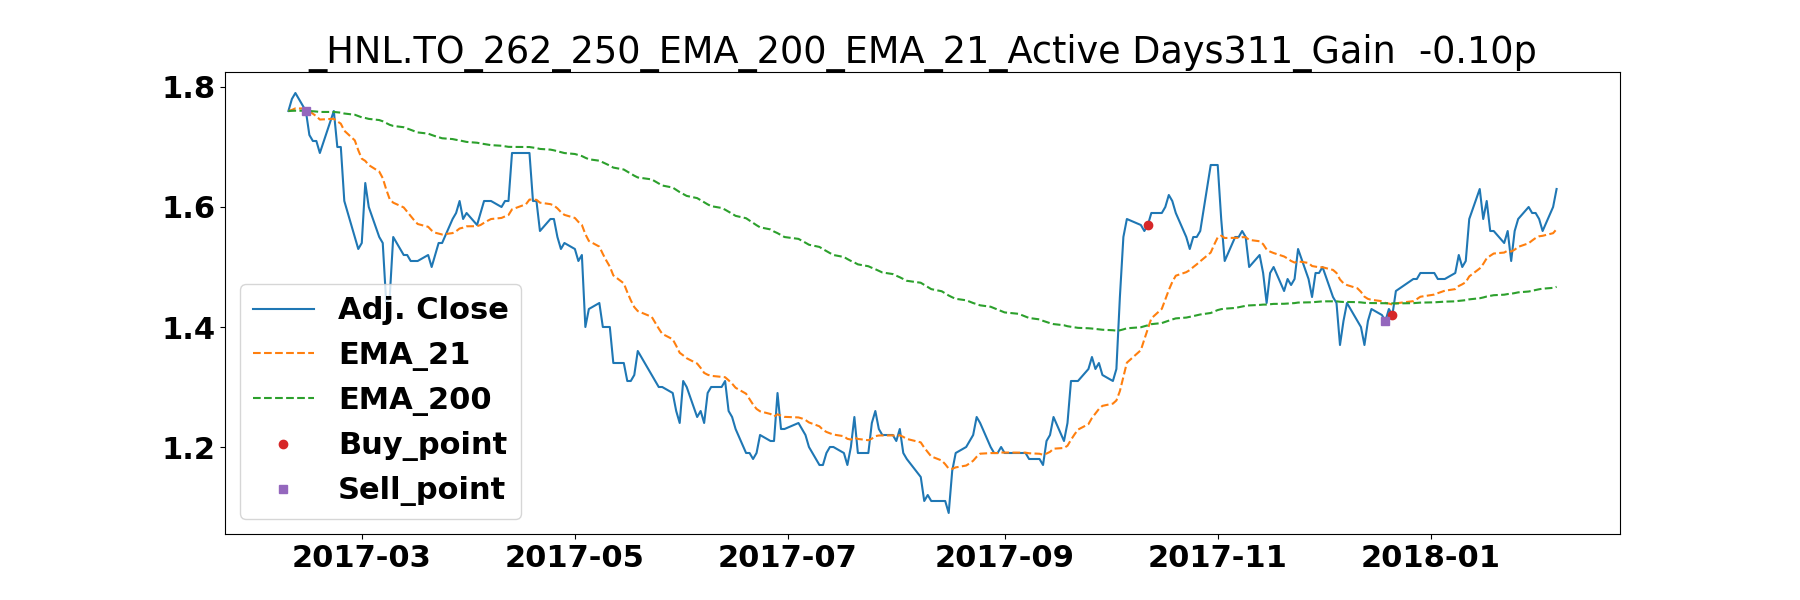 _HNL.TO_262_250_EMA_200_EMA_21_Active Days311_Gain  -0.10p
1.8
1.6
1.4
1.2
Adj. Close
EMA_21
EMA_200
Buy_point
Sell_point
2017-03 2017-05 2017-07 2017-09 2017-11 2018-01